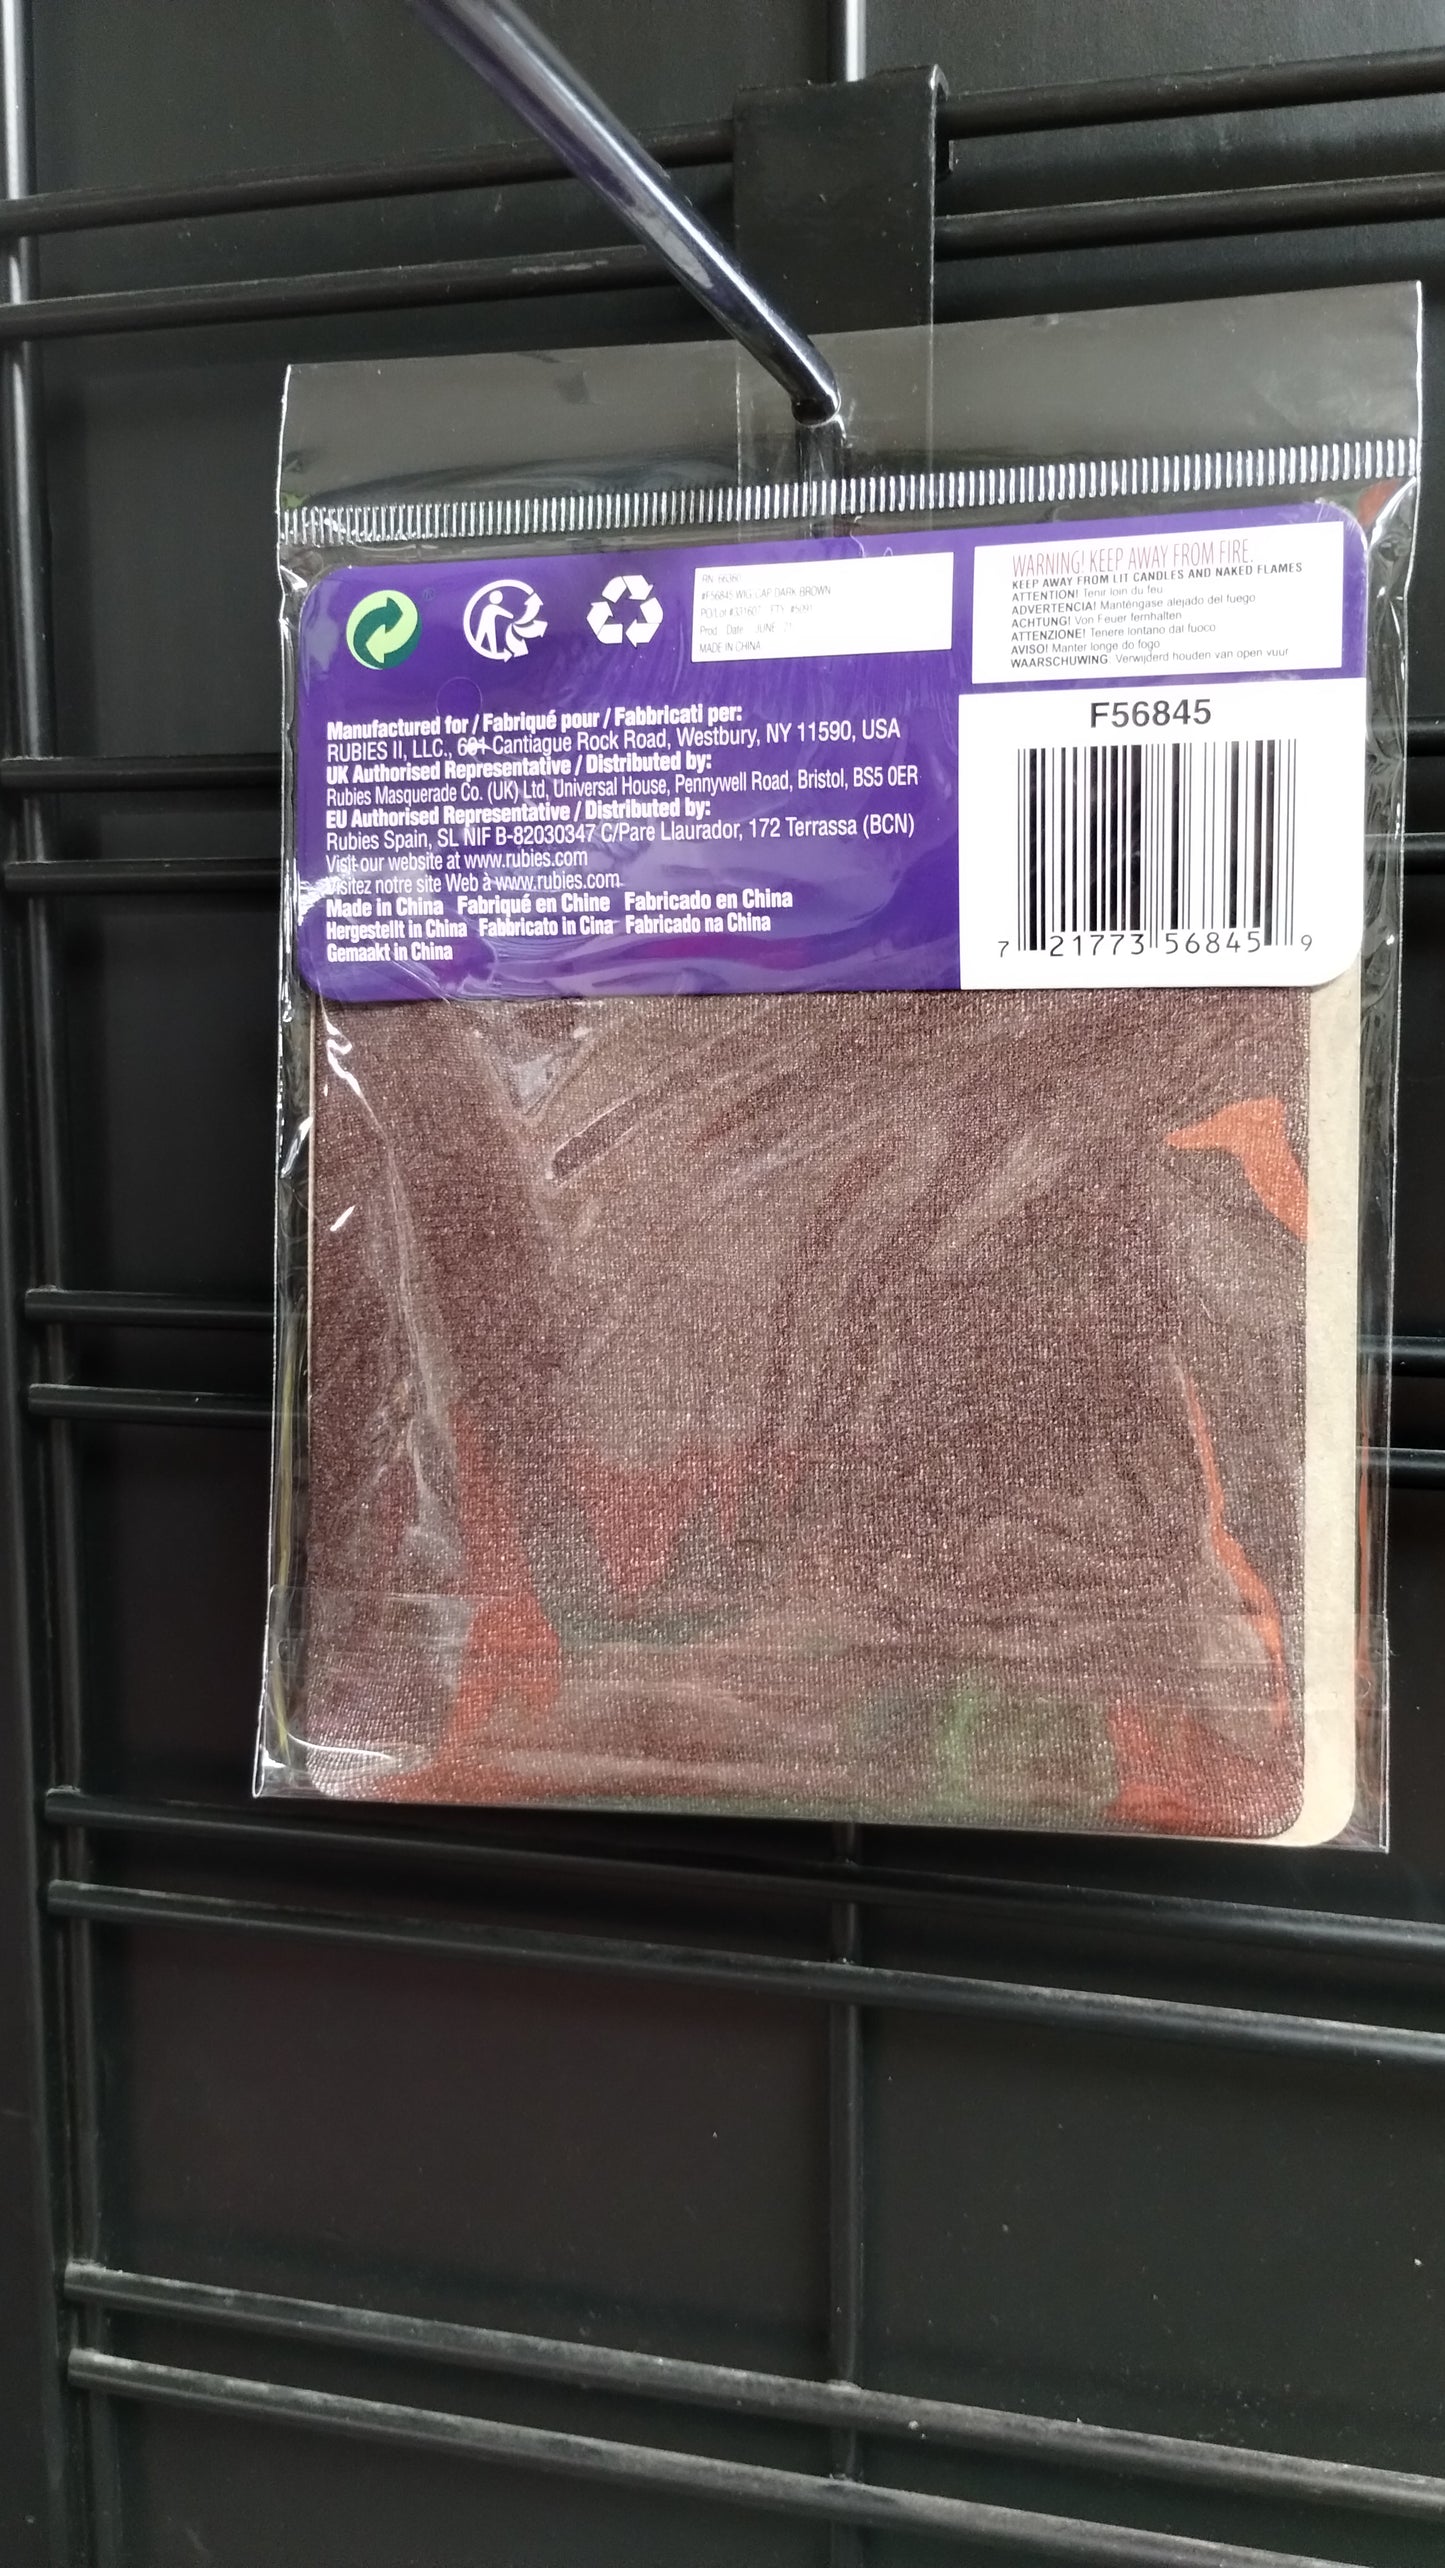 RN 66360
#F56845 WIG CAP DARK BROWN
PO/Lot #331607 FTY #5091
Prod. Date: JUNE 21
MADE IN CHINA
WARNING! KEEP AWAY FROM FIRE.
KEEP AWAY FROM LIT CANDLES AND NAKED FLAMES
ATTENTION! Tenir loin du feu
ADVERTENCIA! Manténgase alejado del fuego
ACHTUNG! Von Feuer fernhalten
ATTENZIONE! Tenere lontano dal fuoco
AVISO! Manter longe do fogo
WAARSCHUWING Verwijderd houden van open vuur
Manufactured for / Fabriqué pour / Fabbricati per:
RUBIES II, LLC., 601 Cantiague Rock Road, Westbury, NY 11590, USA
UK Authorised Representative / Distributed by:
Rubies Masquerade Co. (UK) Ltd, Universal House, Pennywell Road, Bristol, BS5 0ER
EU Authorised Representative / Distributed by:
Rubies Spain, SL NIF B-82030347 C/Pare Llaurador, 172 Terrassa (BCN)
Visit our website at www.rubies.com
Visitez notre site Web à www.rubies.com
Made in China Fabriqué en Chine Fabricado en China
Hergestellt in China Fabbricato in Cina Fabricado na China
Gemaakt in China
F56845
7 21773 56845 9